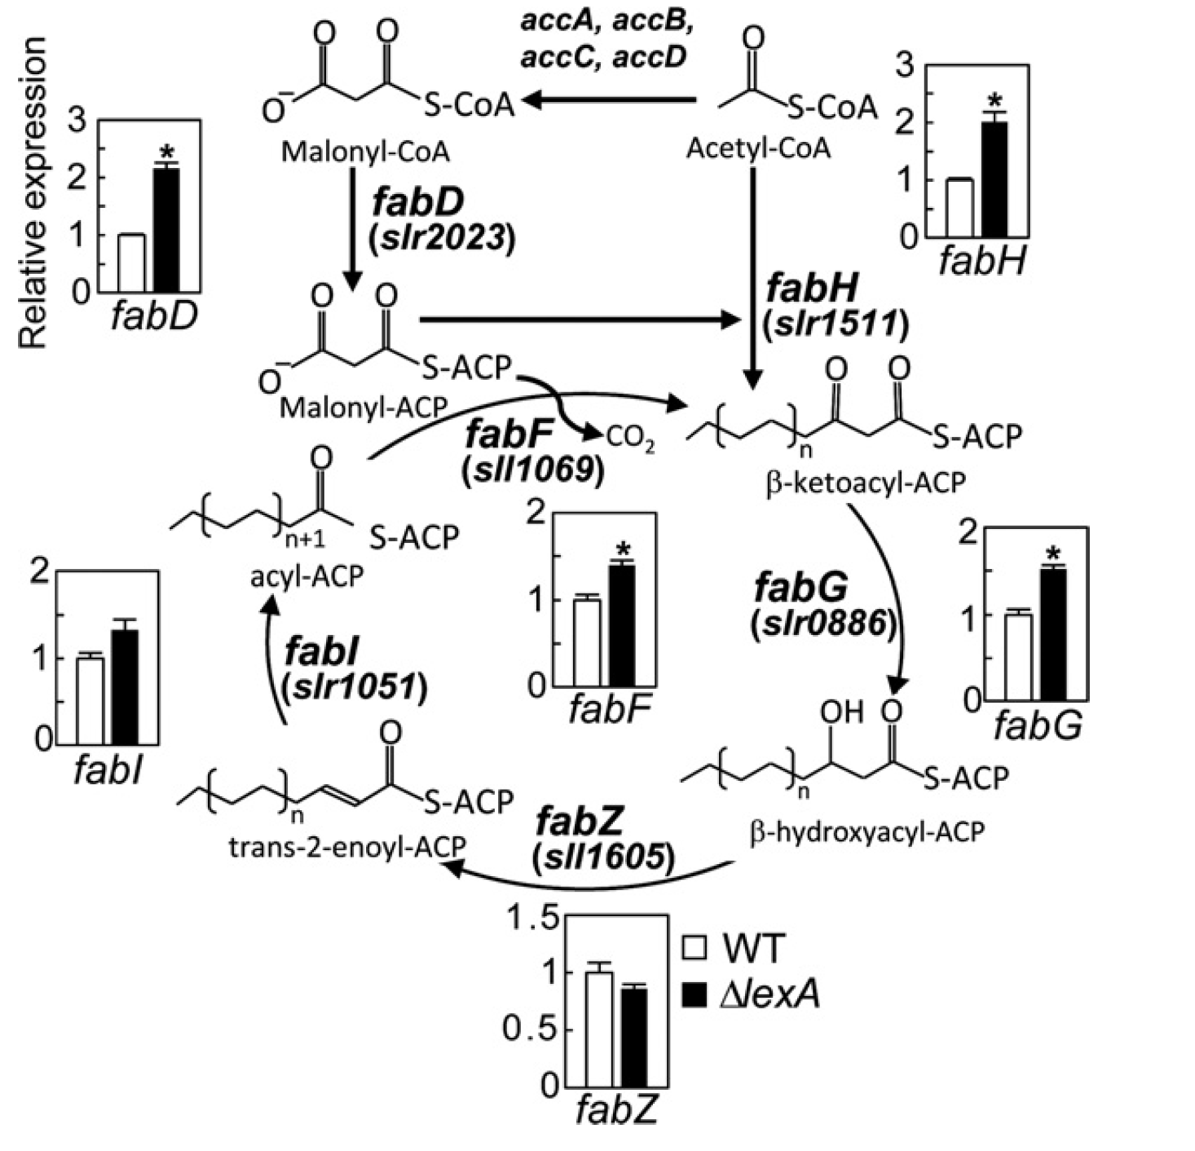 accA, accB,
accC, accD
O O
O⁻ S-CoA
Malonyl-CoA
O
S-CoA
Acetyl-CoA
Relative expression
3
2
1
0
fabD
*
3
2
1
0
fabH
*
fabD
(slr2023)
fabH
(slr1511)
O O
O⁻ S-ACP
Malonyl-ACP
CO₂
fabF
(sll1069)
O O
n
S-ACP
β-ketoacyl-ACP
O
n+1
S-ACP
acyl-ACP
2
1
0
fabI
2
1
0
fabF
*
2
1
0
fabG
*
fabI
(slr1051)
fabG
(slr0886)
OH O
n
S-ACP
β-hydroxyacyl-ACP
O
n
S-ACP
trans-2-enoyl-ACP
fabZ
(sll1605)
1.5
1
0.5
0
fabZ
WT
ΔlexA